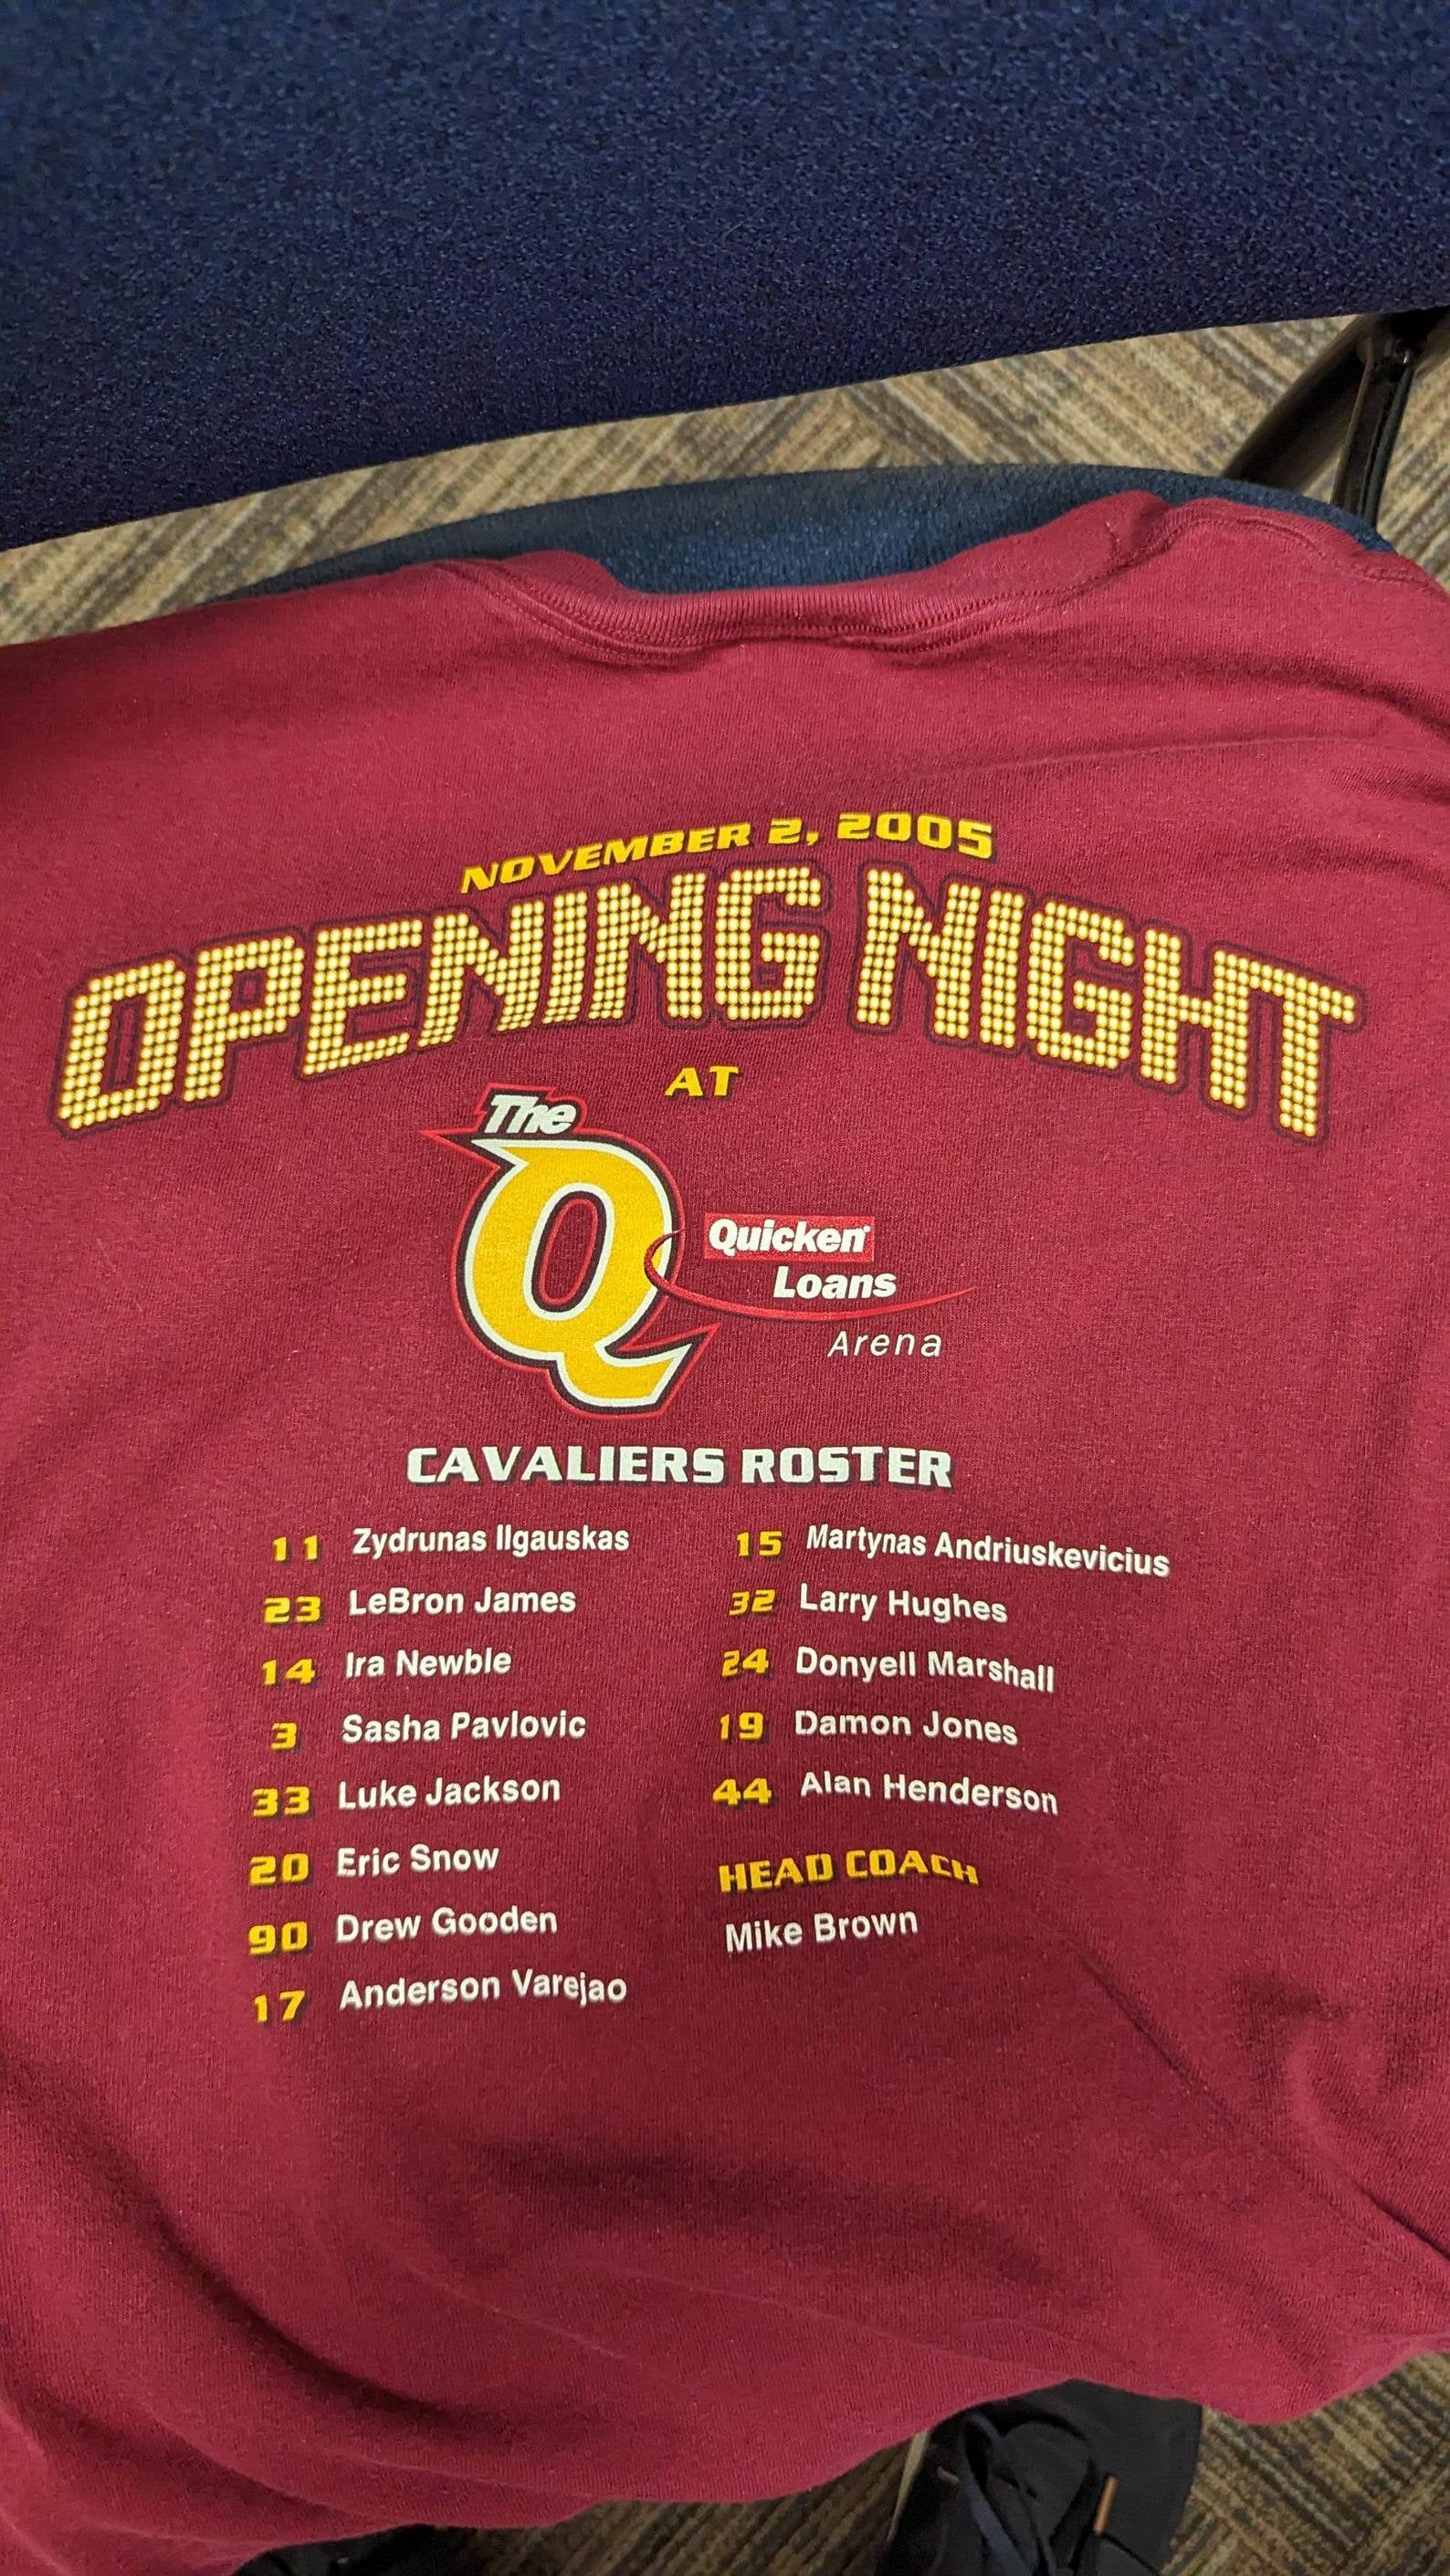 NOVEMBER 2, 2005
OPENING NIGHT
AT
The
Q
Quicken
Loans
Arena
CAVALIERS ROSTER
11 Zydrunas Ilgauskas
23 LeBron James
14 Ira Newble
3 Sasha Pavlovic
33 Luke Jackson
20 Eric Snow
90 Drew Gooden
17 Anderson Varejao
15 Martynas Andriuskevicius
32 Larry Hughes
24 Donyell Marshall
19 Damon Jones
44 Alan Henderson
HEAD COACH
Mike Brown